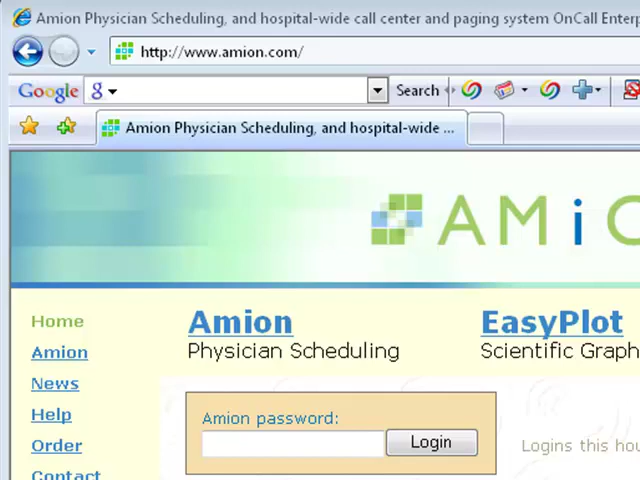 Amion Physician Scheduling, and hospital-wide call center and paging system OnCall Enterp
http://www.amion.com/
Google g Search
Amion Physician Scheduling, and hospital-wide ...
AMiO
Home
Amion
News
Help
Order
Contact
Amion
Physician Scheduling
EasyPlot
Scientific Graph
Amion password:
Login
Logins this hou